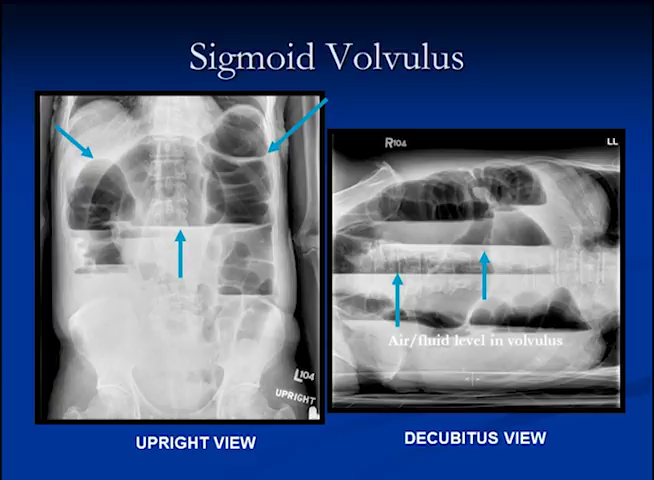 Sigmoid Volvulus
L104
UPRIGHT
R104
LL
Air/fluid level in volvulus
UPRIGHT VIEW
DECUBITUS VIEW